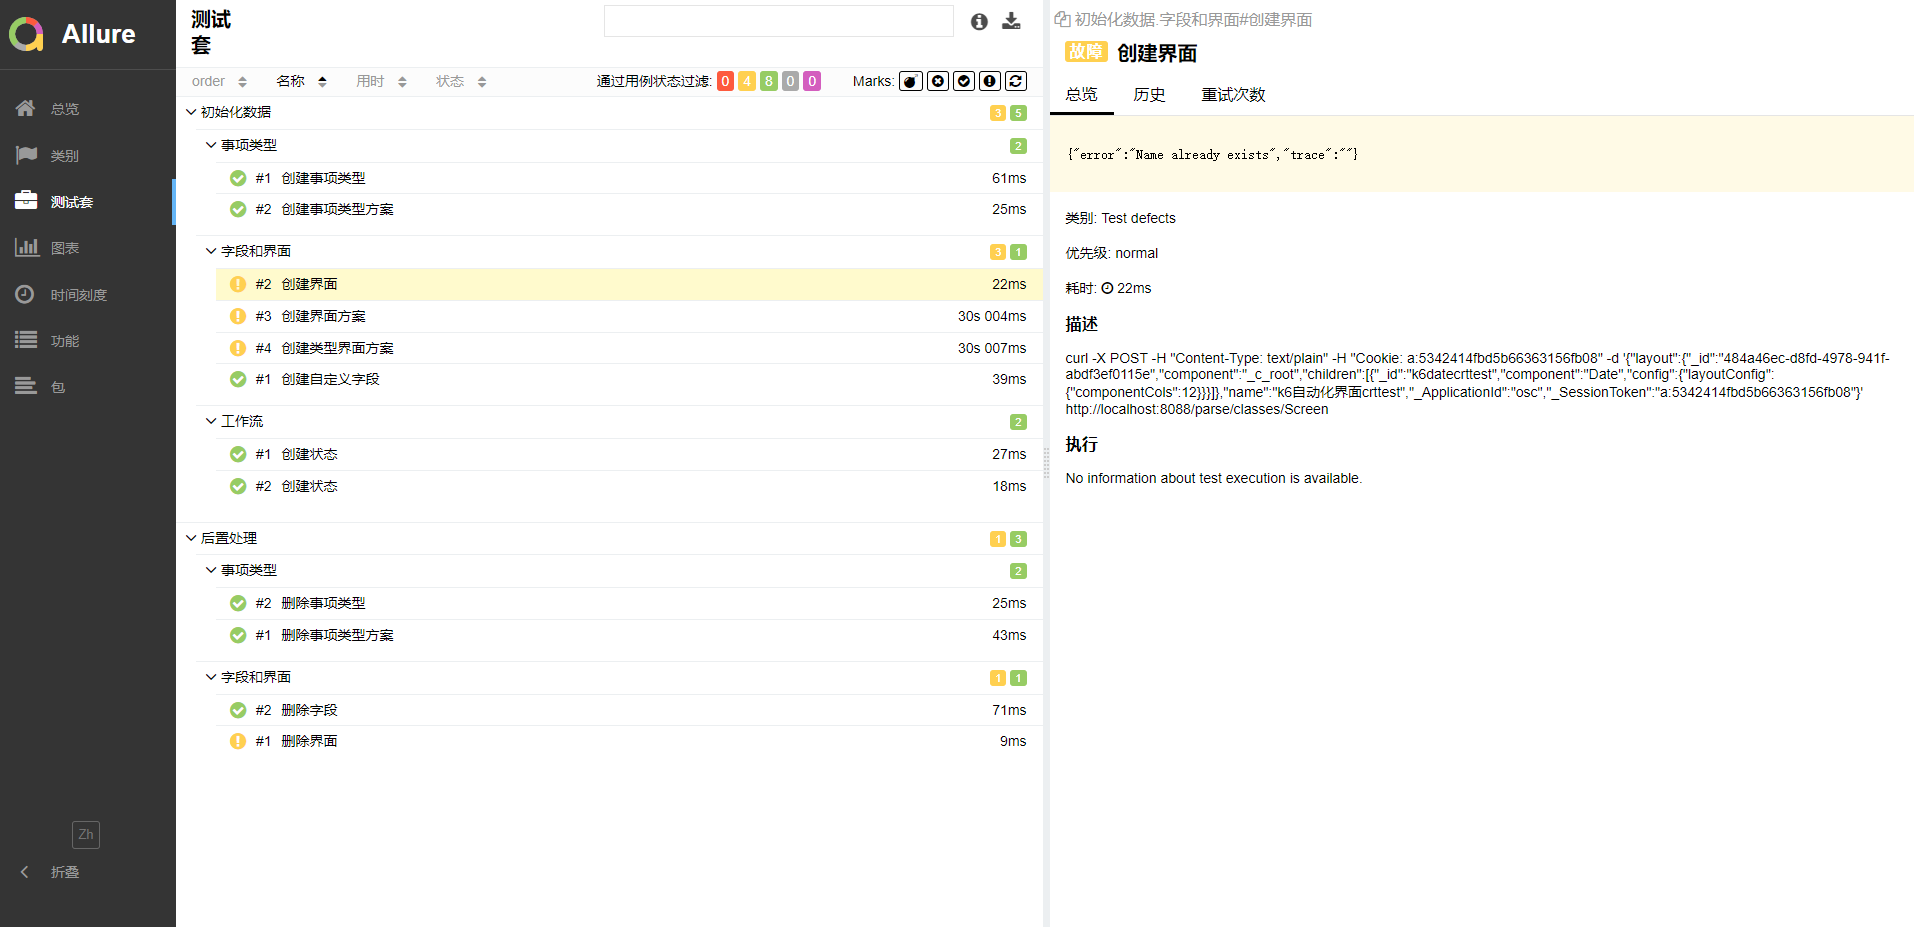 Allure
总览
类别
测试套
图表
时间刻度
功能
包
Zh
折叠
测试
套
order 名称 用时 状态 通过用例状态过滤: 0 4 8 0 0 Marks:
初始化数据 3 5
事项类型 2
#1 创建事项类型 61ms
#2 创建事项类型方案 25ms
字段和界面 3 1
#2 创建界面 22ms
#3 创建界面方案 30s 004ms
#4 创建类型界面方案 30s 007ms
#1 创建自定义字段 39ms
工作流 2
#1 创建状态 27ms
#2 创建状态 18ms
后置处理 1 3
事项类型 2
#2 删除事项类型 25ms
#1 删除事项类型方案 43ms
字段和界面 1 1
#2 删除字段 71ms
#1 删除界面 9ms
初始化数据.字段和界面#创建界面
故障 创建界面
总览 历史 重试次数
{"error":"Name already exists","trace":""}
类别: Test defects
优先级: normal
耗时: 22ms
描述
curl -X POST -H "Content-Type: text/plain" -H "Cookie: a:5342414fbd5b66363156fb08" -d '{"layout":{"_id":"484a46ec-d8fd-4978-941f-
abdf3ef0115e","component":"_c_root","children":[{"_id":"k6datecrttest","component":"Date","config":{"layoutConfig":
{"componentCols":12}}}]},"name":"k6自动化界面crttest","_ApplicationId":"osc","_SessionToken":"a:5342414fbd5b66363156fb08"}'
http://localhost:8088/parse/classes/Screen
执行
No information about test execution is available.